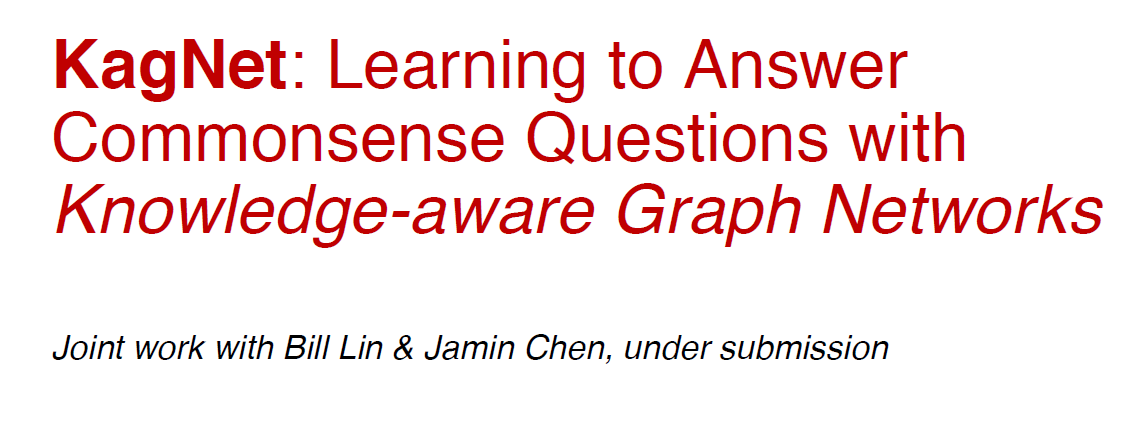 KagNet: Learning to Answer
Commonsense Questions with
Knowledge-aware Graph Networks
Joint work with Bill Lin & Jamin Chen, under submission